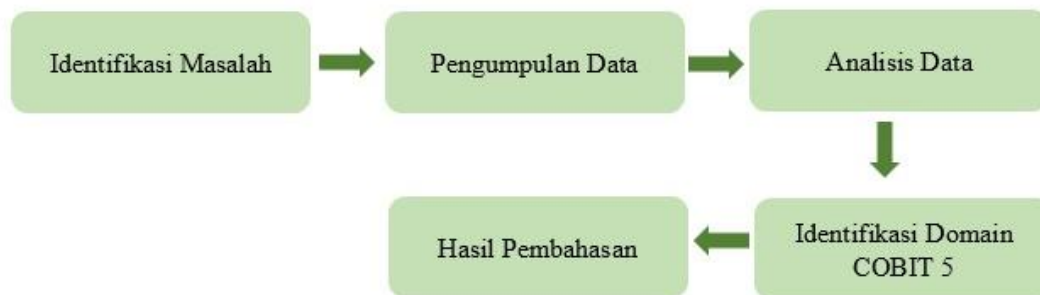 Identifikasi Masalah
Pengumpulan Data
Analisis Data
Identifikasi Domain
COBIT 5
Hasil Pembahasan